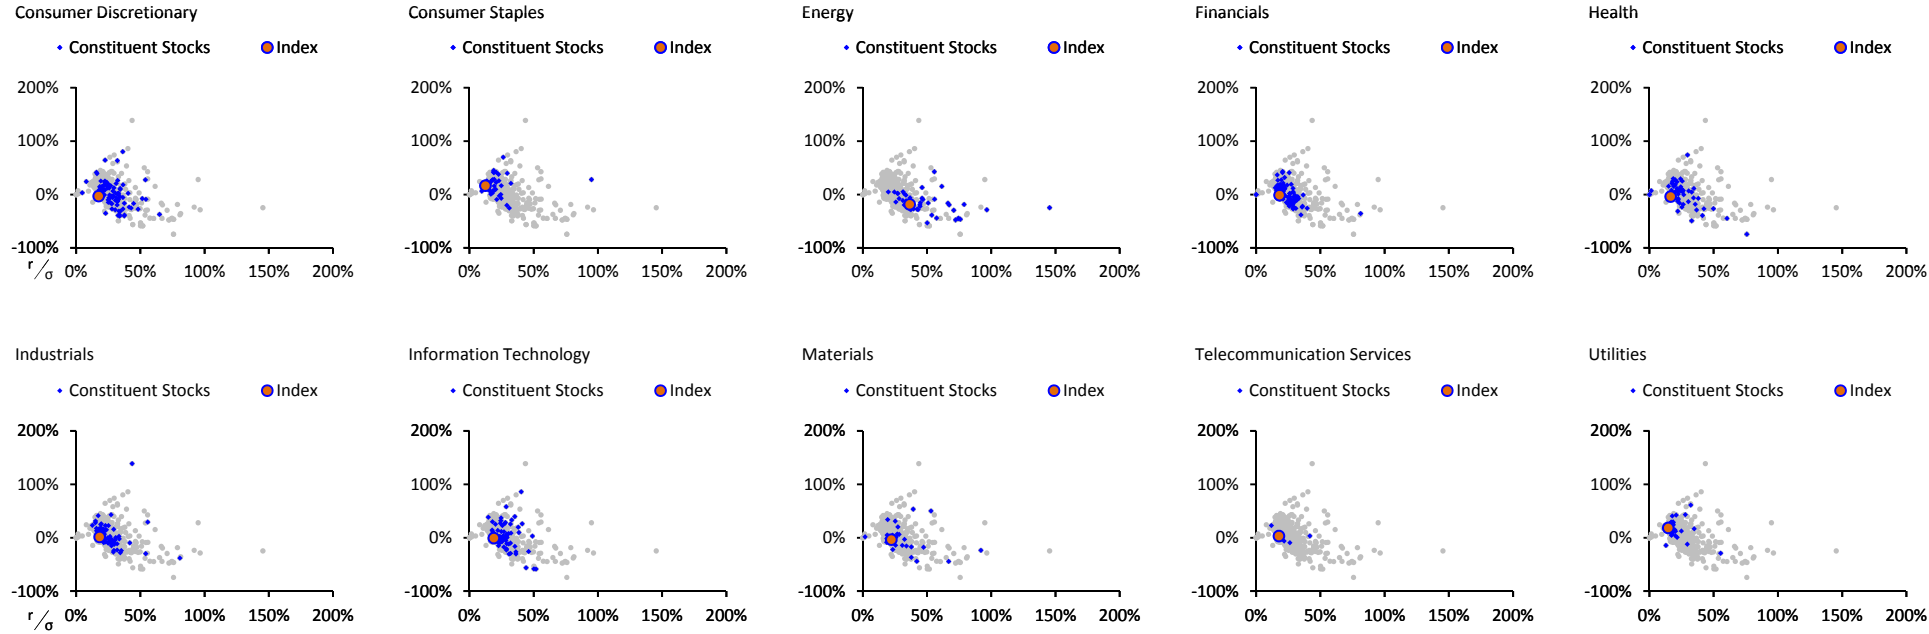 Consumer Discretionary
Constituent Stocks Index
200%
100%
0%
-100%
r/σ 0% 50% 100% 150% 200%
Consumer Staples
Constituent Stocks Index
200%
100%
0%
-100%
0% 50% 100% 150% 200%
Energy
Constituent Stocks Index
200%
100%
0%
-100%
0% 50% 100% 150% 200%
Financials
Constituent Stocks Index
200%
100%
0%
-100%
0% 50% 100% 150% 200%
Health
Constituent Stocks Index
200%
100%
0%
-100%
0% 50% 100% 150% 200%
Industrials
Constituent Stocks Index
200%
100%
0%
-100%
r/σ 0% 50% 100% 150% 200%
Information Technology
Constituent Stocks Index
200%
100%
0%
-100%
0% 50% 100% 150% 200%
Materials
Constituent Stocks Index
200%
100%
0%
-100%
0% 50% 100% 150% 200%
Telecommunication Services
Constituent Stocks Index
200%
100%
0%
-100%
0% 50% 100% 150% 200%
Utilities
Constituent Stocks Index
200%
100%
0%
-100%
0% 50% 100% 150% 200%